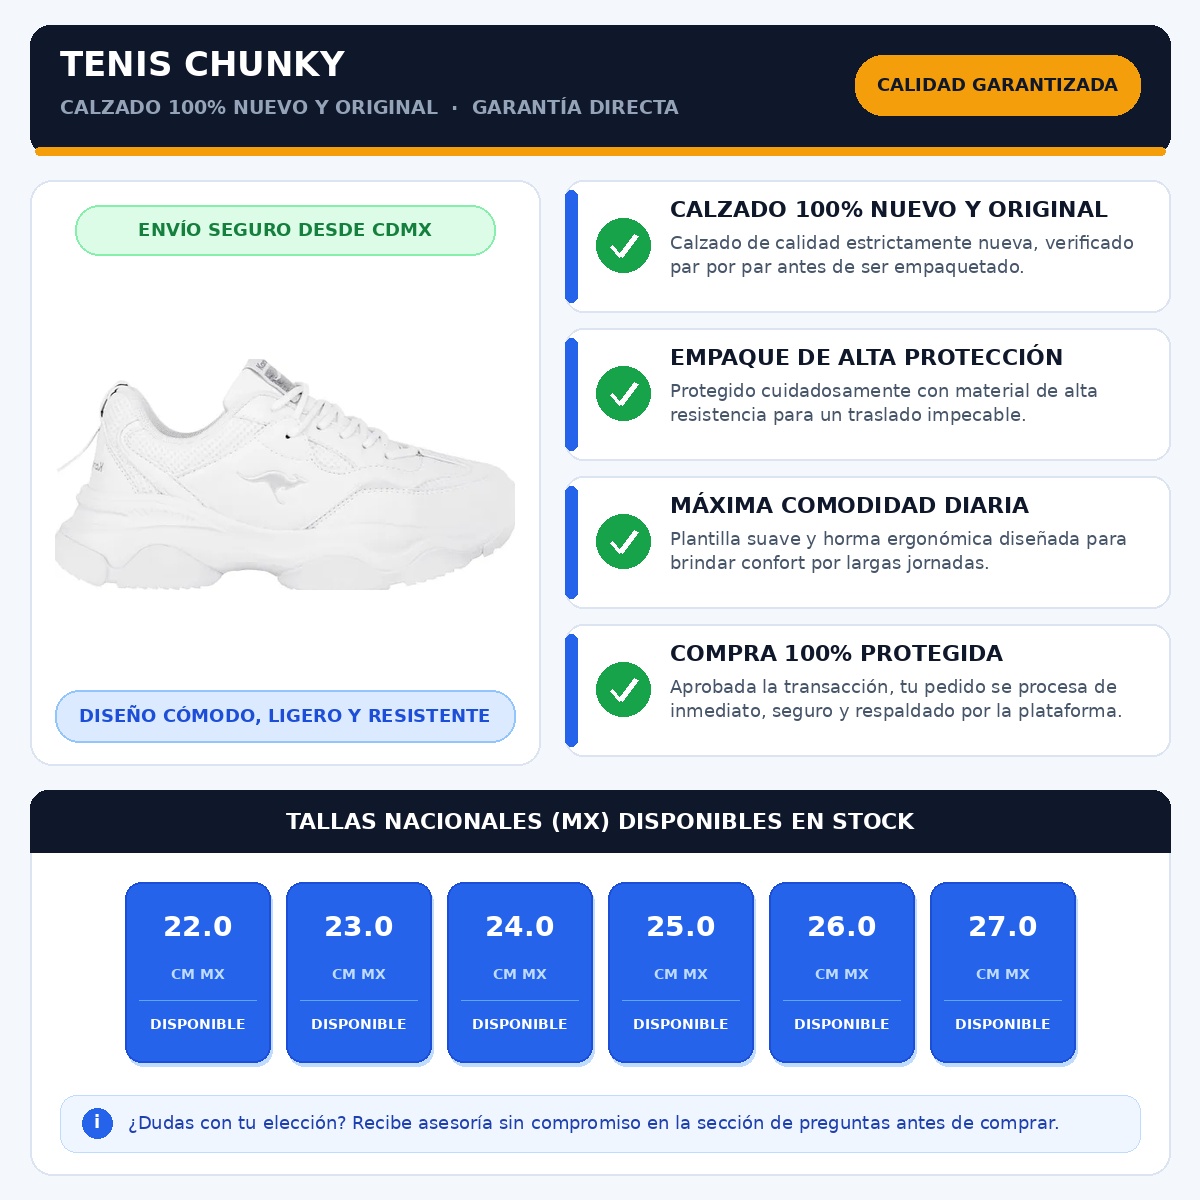 TENIS CHUNKY
CALZADO 100% NUEVO Y ORIGINAL · GARANTÍA DIRECTA
CALIDAD GARANTIZADA
ENVÍO SEGURO DESDE CDMX
DISEÑO CÓMODO, LIGERO Y RESISTENTE
CALZADO 100% NUEVO Y ORIGINAL
Calzado de calidad estrictamente nueva, verificado
par por par antes de ser empaquetado.
EMPAQUE DE ALTA PROTECCIÓN
Protegido cuidadosamente con material de alta
resistencia para un traslado impecable.
MÁXIMA COMODIDAD DIARIA
Plantilla suave y horma ergonómica diseñada para
brindar confort por largas jornadas.
COMPRA 100% PROTEGIDA
Aprobada la transacción, tu pedido se procesa de
inmediato, seguro y respaldado por la plataforma.
TALLAS NACIONALES (MX) DISPONIBLES EN STOCK
22.0
CM MX
DISPONIBLE
23.0
CM MX
DISPONIBLE
24.0
CM MX
DISPONIBLE
25.0
CM MX
DISPONIBLE
26.0
CM MX
DISPONIBLE
27.0
CM MX
DISPONIBLE
i
¿Dudas con tu elección? Recibe asesoría sin compromiso en la sección de preguntas antes de comprar.